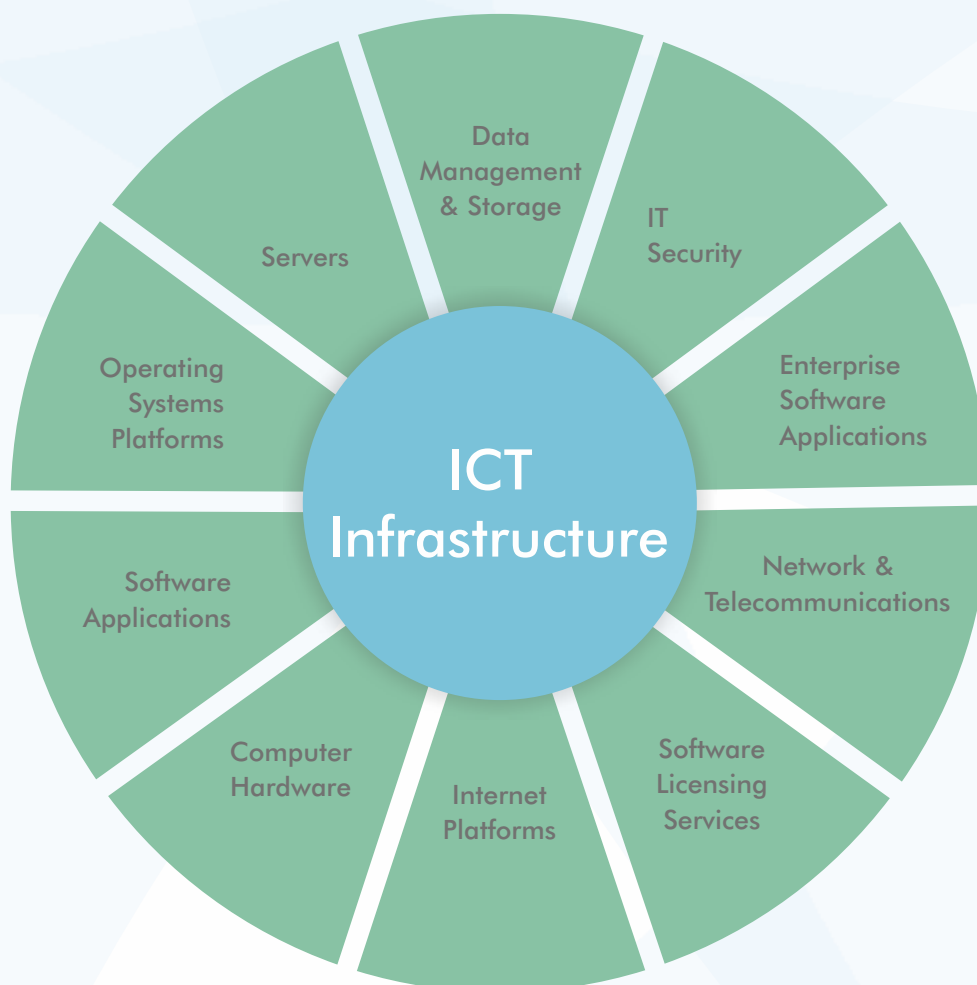 Data
Management
& Storage
IT
Security
Enterprise
Software
Applications
Network &
Telecommunications
Software
Licensing
Services
Internet
Platforms
Computer
Hardware
Software
Applications
Operating
Systems
Platforms
Servers
ICT
Infrastructure